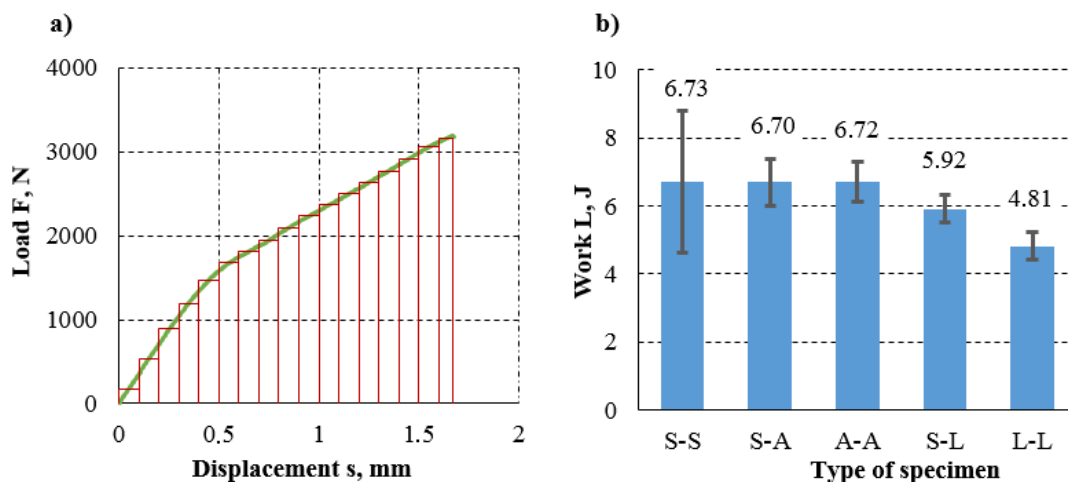 a)
4000
3000
2000
1000
0
Load F, N
0 0.5 1 1.5 2
Displacement s, mm
b)
10
8
6
4
2
0
Work L, J
6.73
6.70
6.72
5.92
4.81
S-S S-A A-A S-L L-L
Type of specimen